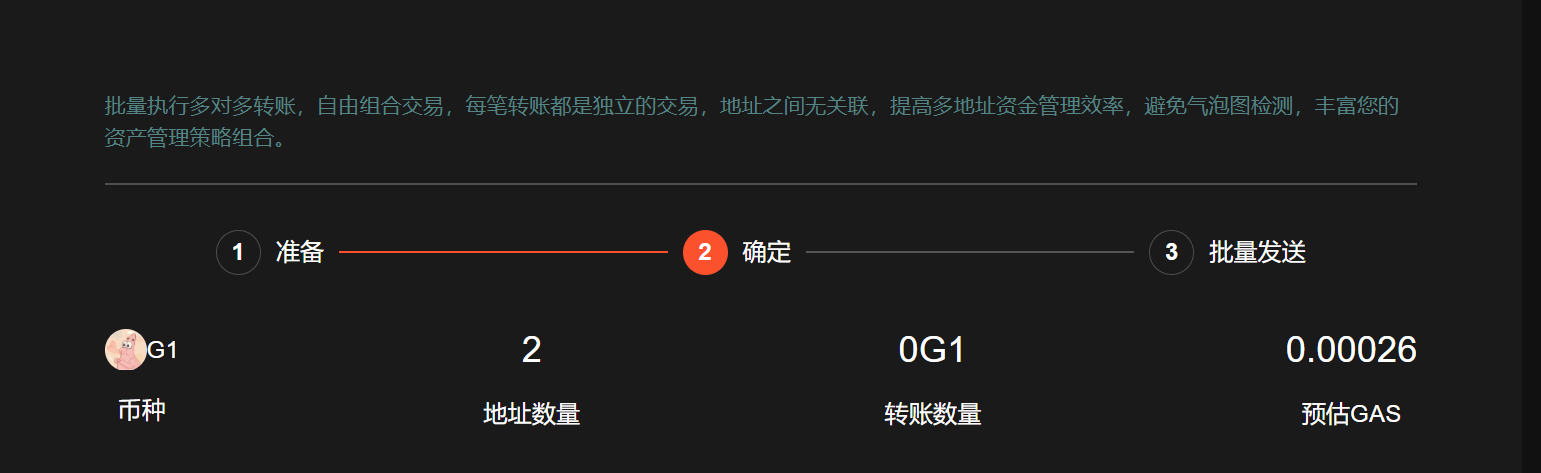 批量执行多对多转账，自由组合交易，每笔转账都是独立的交易，地址之间无关联，提高多地址资金管理效率，避免气泡图检测，丰富您的
资产管理策略组合。
1 准备 2 确定 3 批量发送
G1 2 0G1 0.00026
币种 地址数量 转账数量 预估GAS